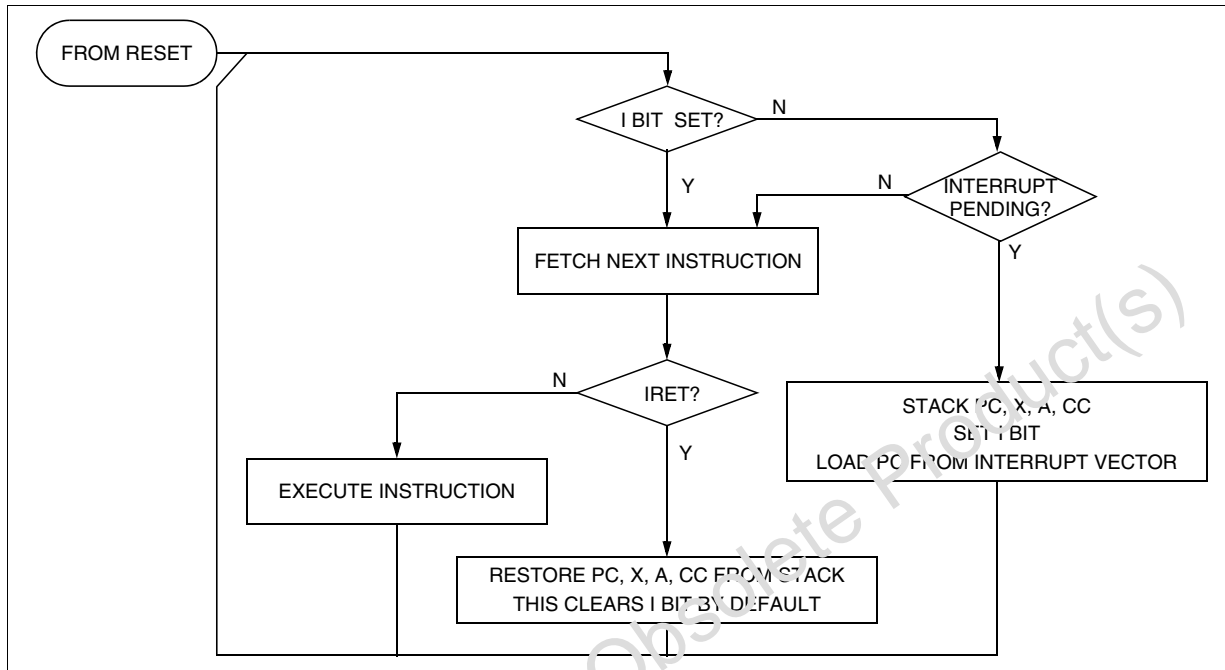 FROM RESET
I BIT SET?
N
Y
N
INTERRUPT
PENDING?
Y
FETCH NEXT INSTRUCTION
N
IRET?
Y
STACK PC, X, A, CC
SET I BIT
LOAD PC FROM INTERRUPT VECTOR
EXECUTE INSTRUCTION
RESTORE PC, X, A, CC FROM STACK
THIS CLEARS I BIT BY DEFAULT
Obsolete Product(s)